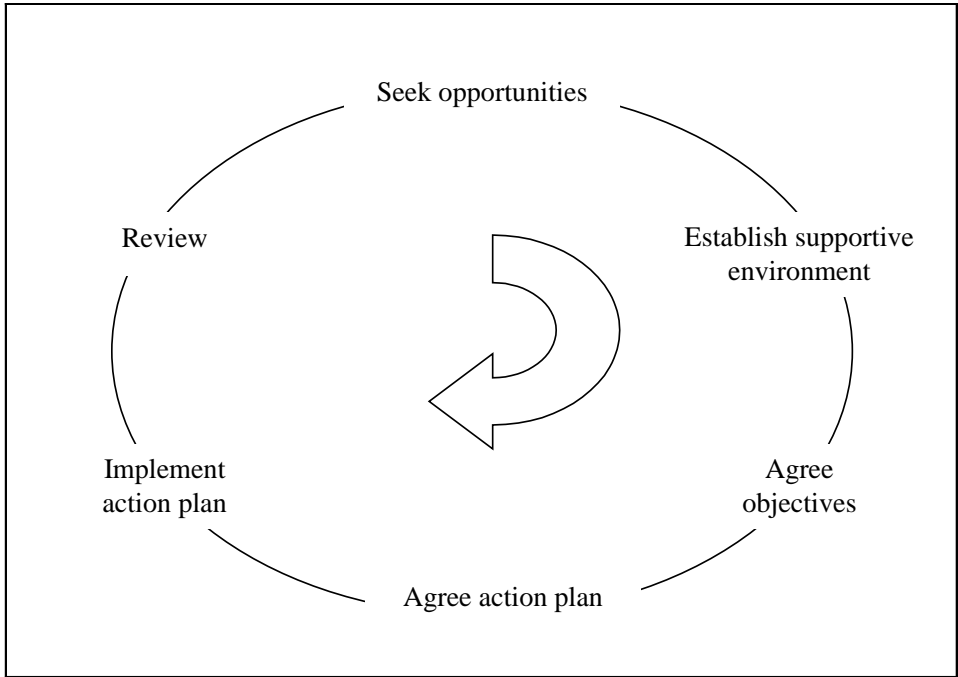 Seek opportunities
Establish supportive
environment
Agree
objectives
Agree action plan
Implement
action plan
Review